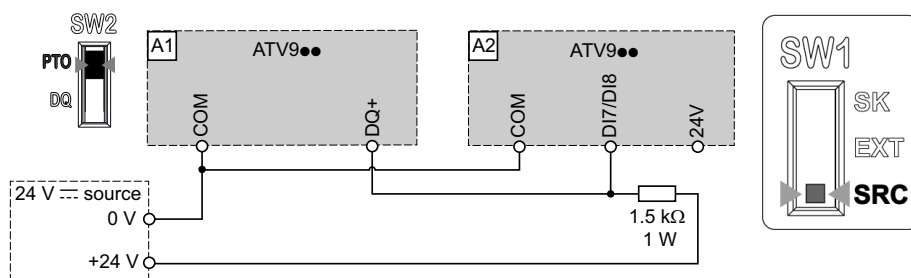 SW2
PTO
DQ
A1
ATV9●●
COM
DQ+
A2
ATV9●●
COM
DI7/DI8
24V
24 V ⎓ source
0 V
+24 V
1.5 kΩ
1 W
SW1
SK
EXT
SRC